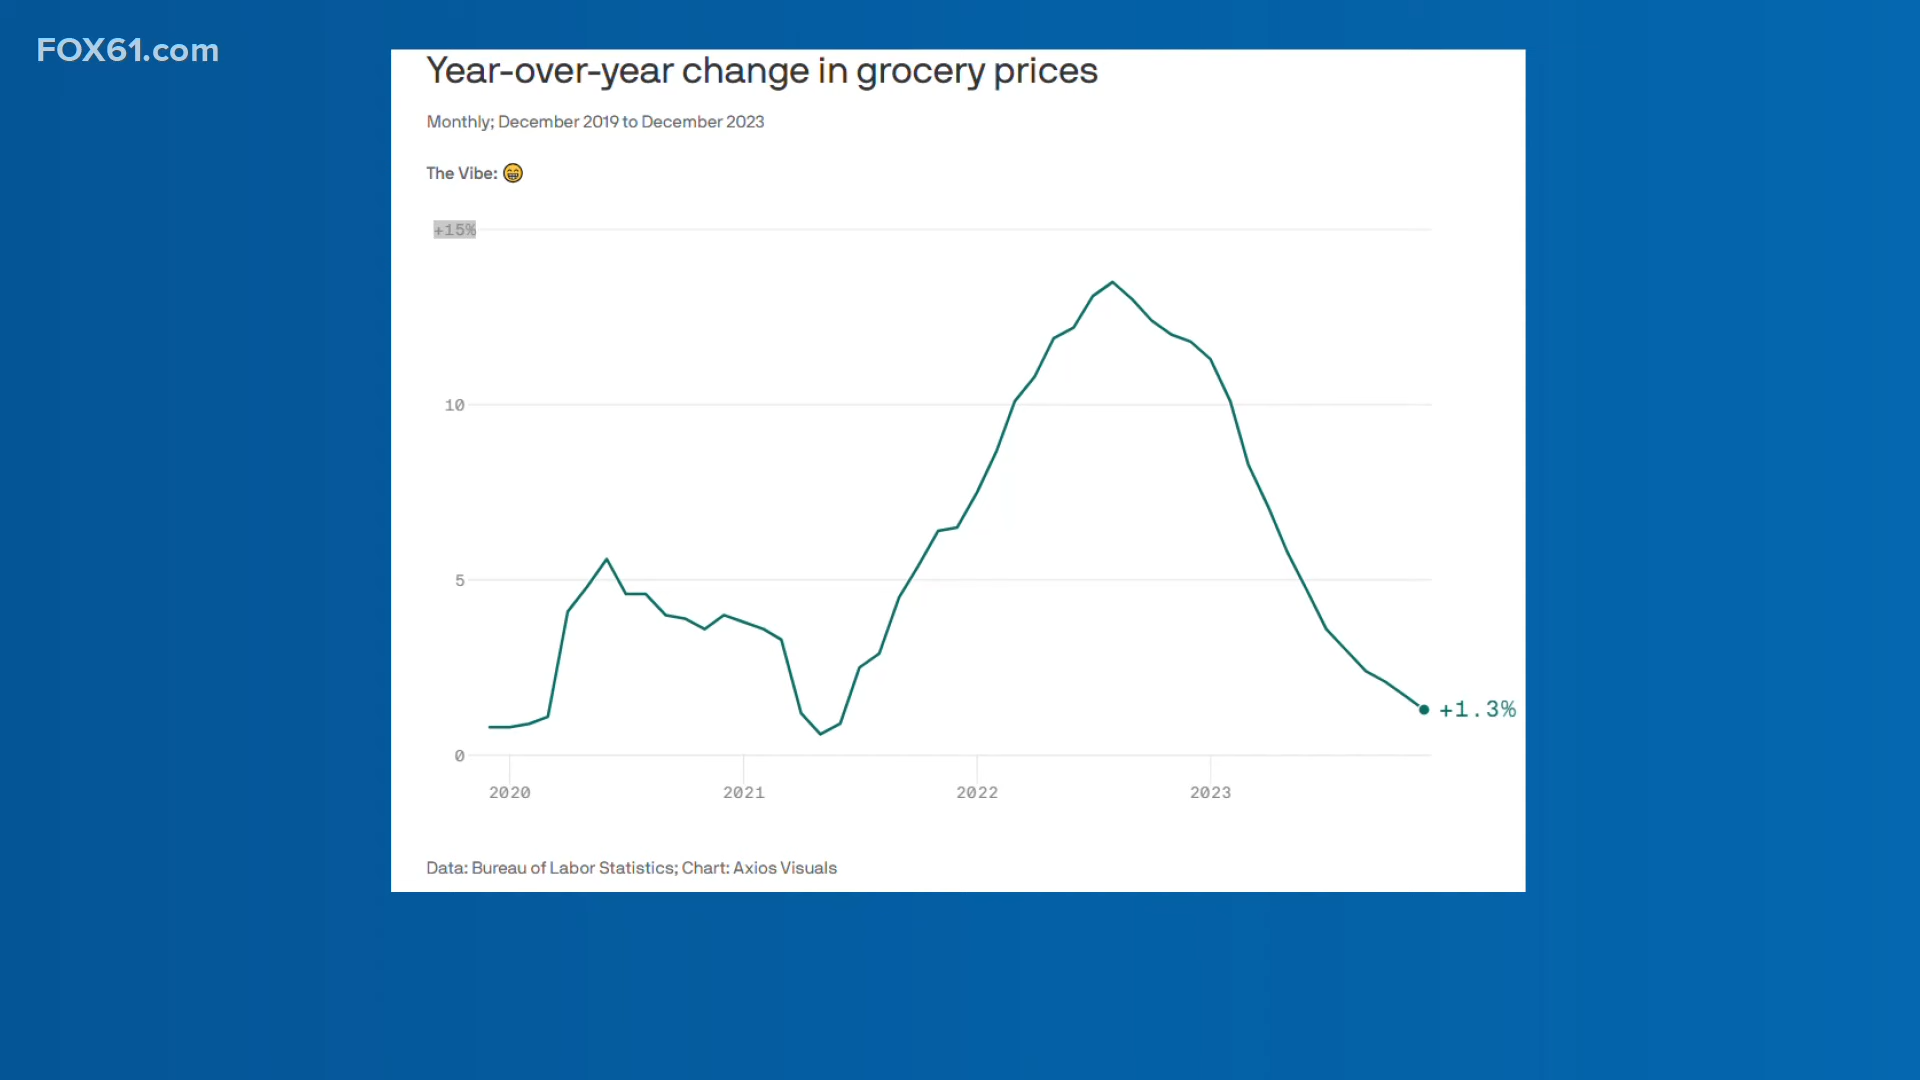 FOX61.com
Year-over-year change in grocery prices
Monthly; December 2019 to December 2023
The Vibe: 😁
+15%
10
5
+1.3%
0
2020 2021 2022 2023
Data: Bureau of Labor Statistics; Chart: Axios Visuals